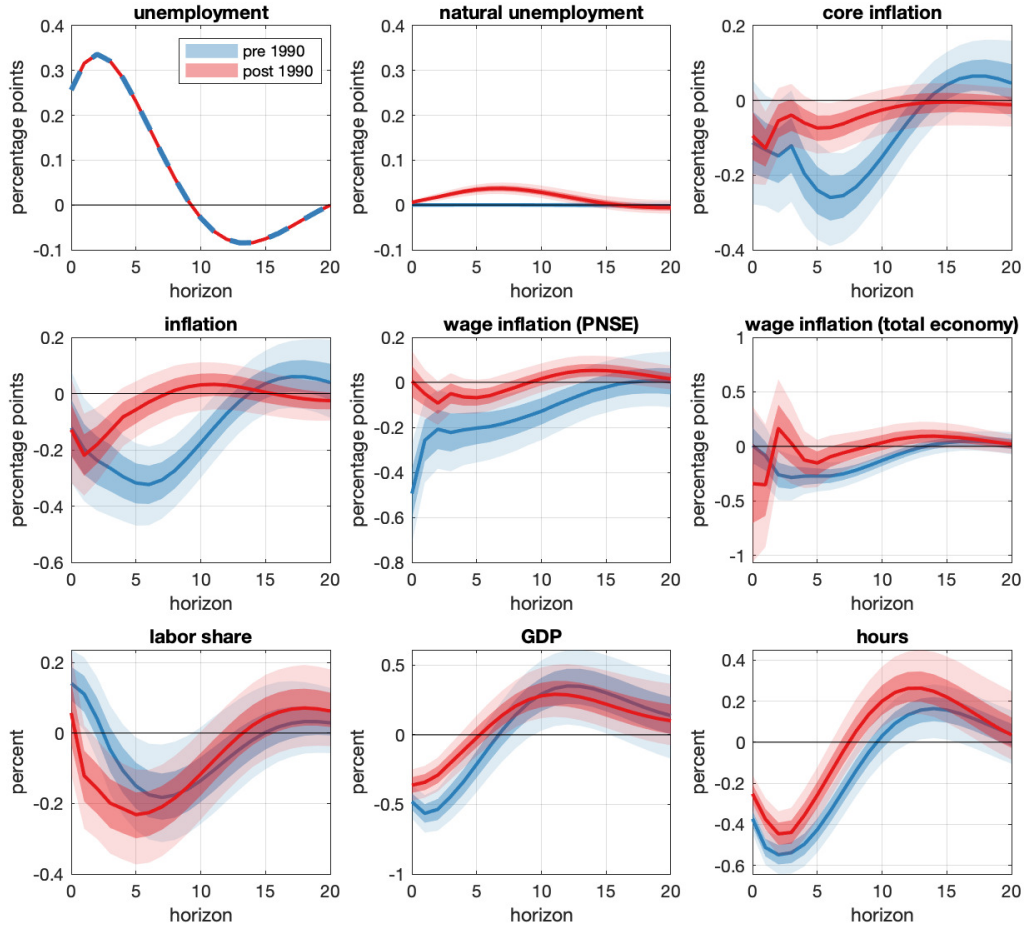 unemployment
percentage points
0.4
0.3
0.2
0.1
0
-0.1
pre 1990
post 1990
0 5 10 15 20
horizon
natural unemployment
percentage points
0.4
0.3
0.2
0.1
0
-0.1
0 5 10 15 20
horizon
core inflation
percentage points
0.2
0
-0.2
-0.4
0 5 10 15 20
horizon
inflation
percentage points
0.2
0
-0.2
-0.4
-0.6
0 5 10 15 20
horizon
wage inflation (PNSE)
percentage points
0.2
0
-0.2
-0.4
-0.6
-0.8
0 5 10 15 20
horizon
wage inflation (total economy)
percentage points
1
0.5
0
-0.5
-1
0 5 10 15 20
horizon
labor share
percent
0.2
0
-0.2
-0.4
0 5 10 15 20
horizon
GDP
percent
0.5
0
-0.5
-1
0 5 10 15 20
horizon
hours
percent
0.4
0.2
0
-0.2
-0.4
-0.6
0 5 10 15 20
horizon